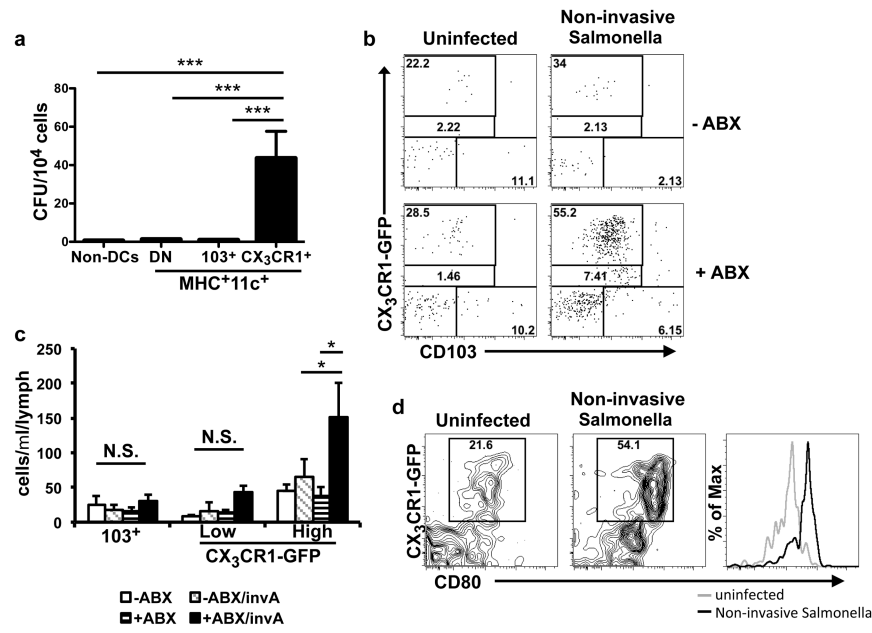 a
***
***
***
CFU/10⁴ cells
80
60
40
20
0
Non-DCs DN 103+ CX₃CR1+
MHC⁺11c⁺
b
Uninfected
Non-invasive
Salmonella
22.2
2.22
11.1
34
2.13
2.13
- ABX
28.5
1.46
10.2
55.2
7.41
6.15
+ ABX
CX₃CR1-GFP
CD103
c
cells/ml/lymph
250
200
150
100
50
0
N.S.
N.S.
*
*
103⁺
Low
High
CX₃CR1-GFP
-ABX
-ABX/invA
+ABX
+ABX/invA
d
Uninfected
Non-invasive
Salmonella
21.6
54.1
CX₃CR1-GFP
CD80
% of Max
uninfected
Non-invasive Salmonella